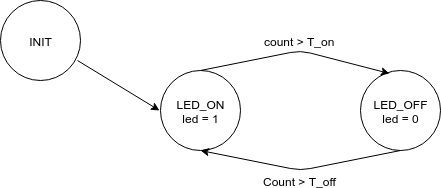 INIT
count > T_on
LED_ON
led = 1
LED_OFF
led = 0
Count > T_off